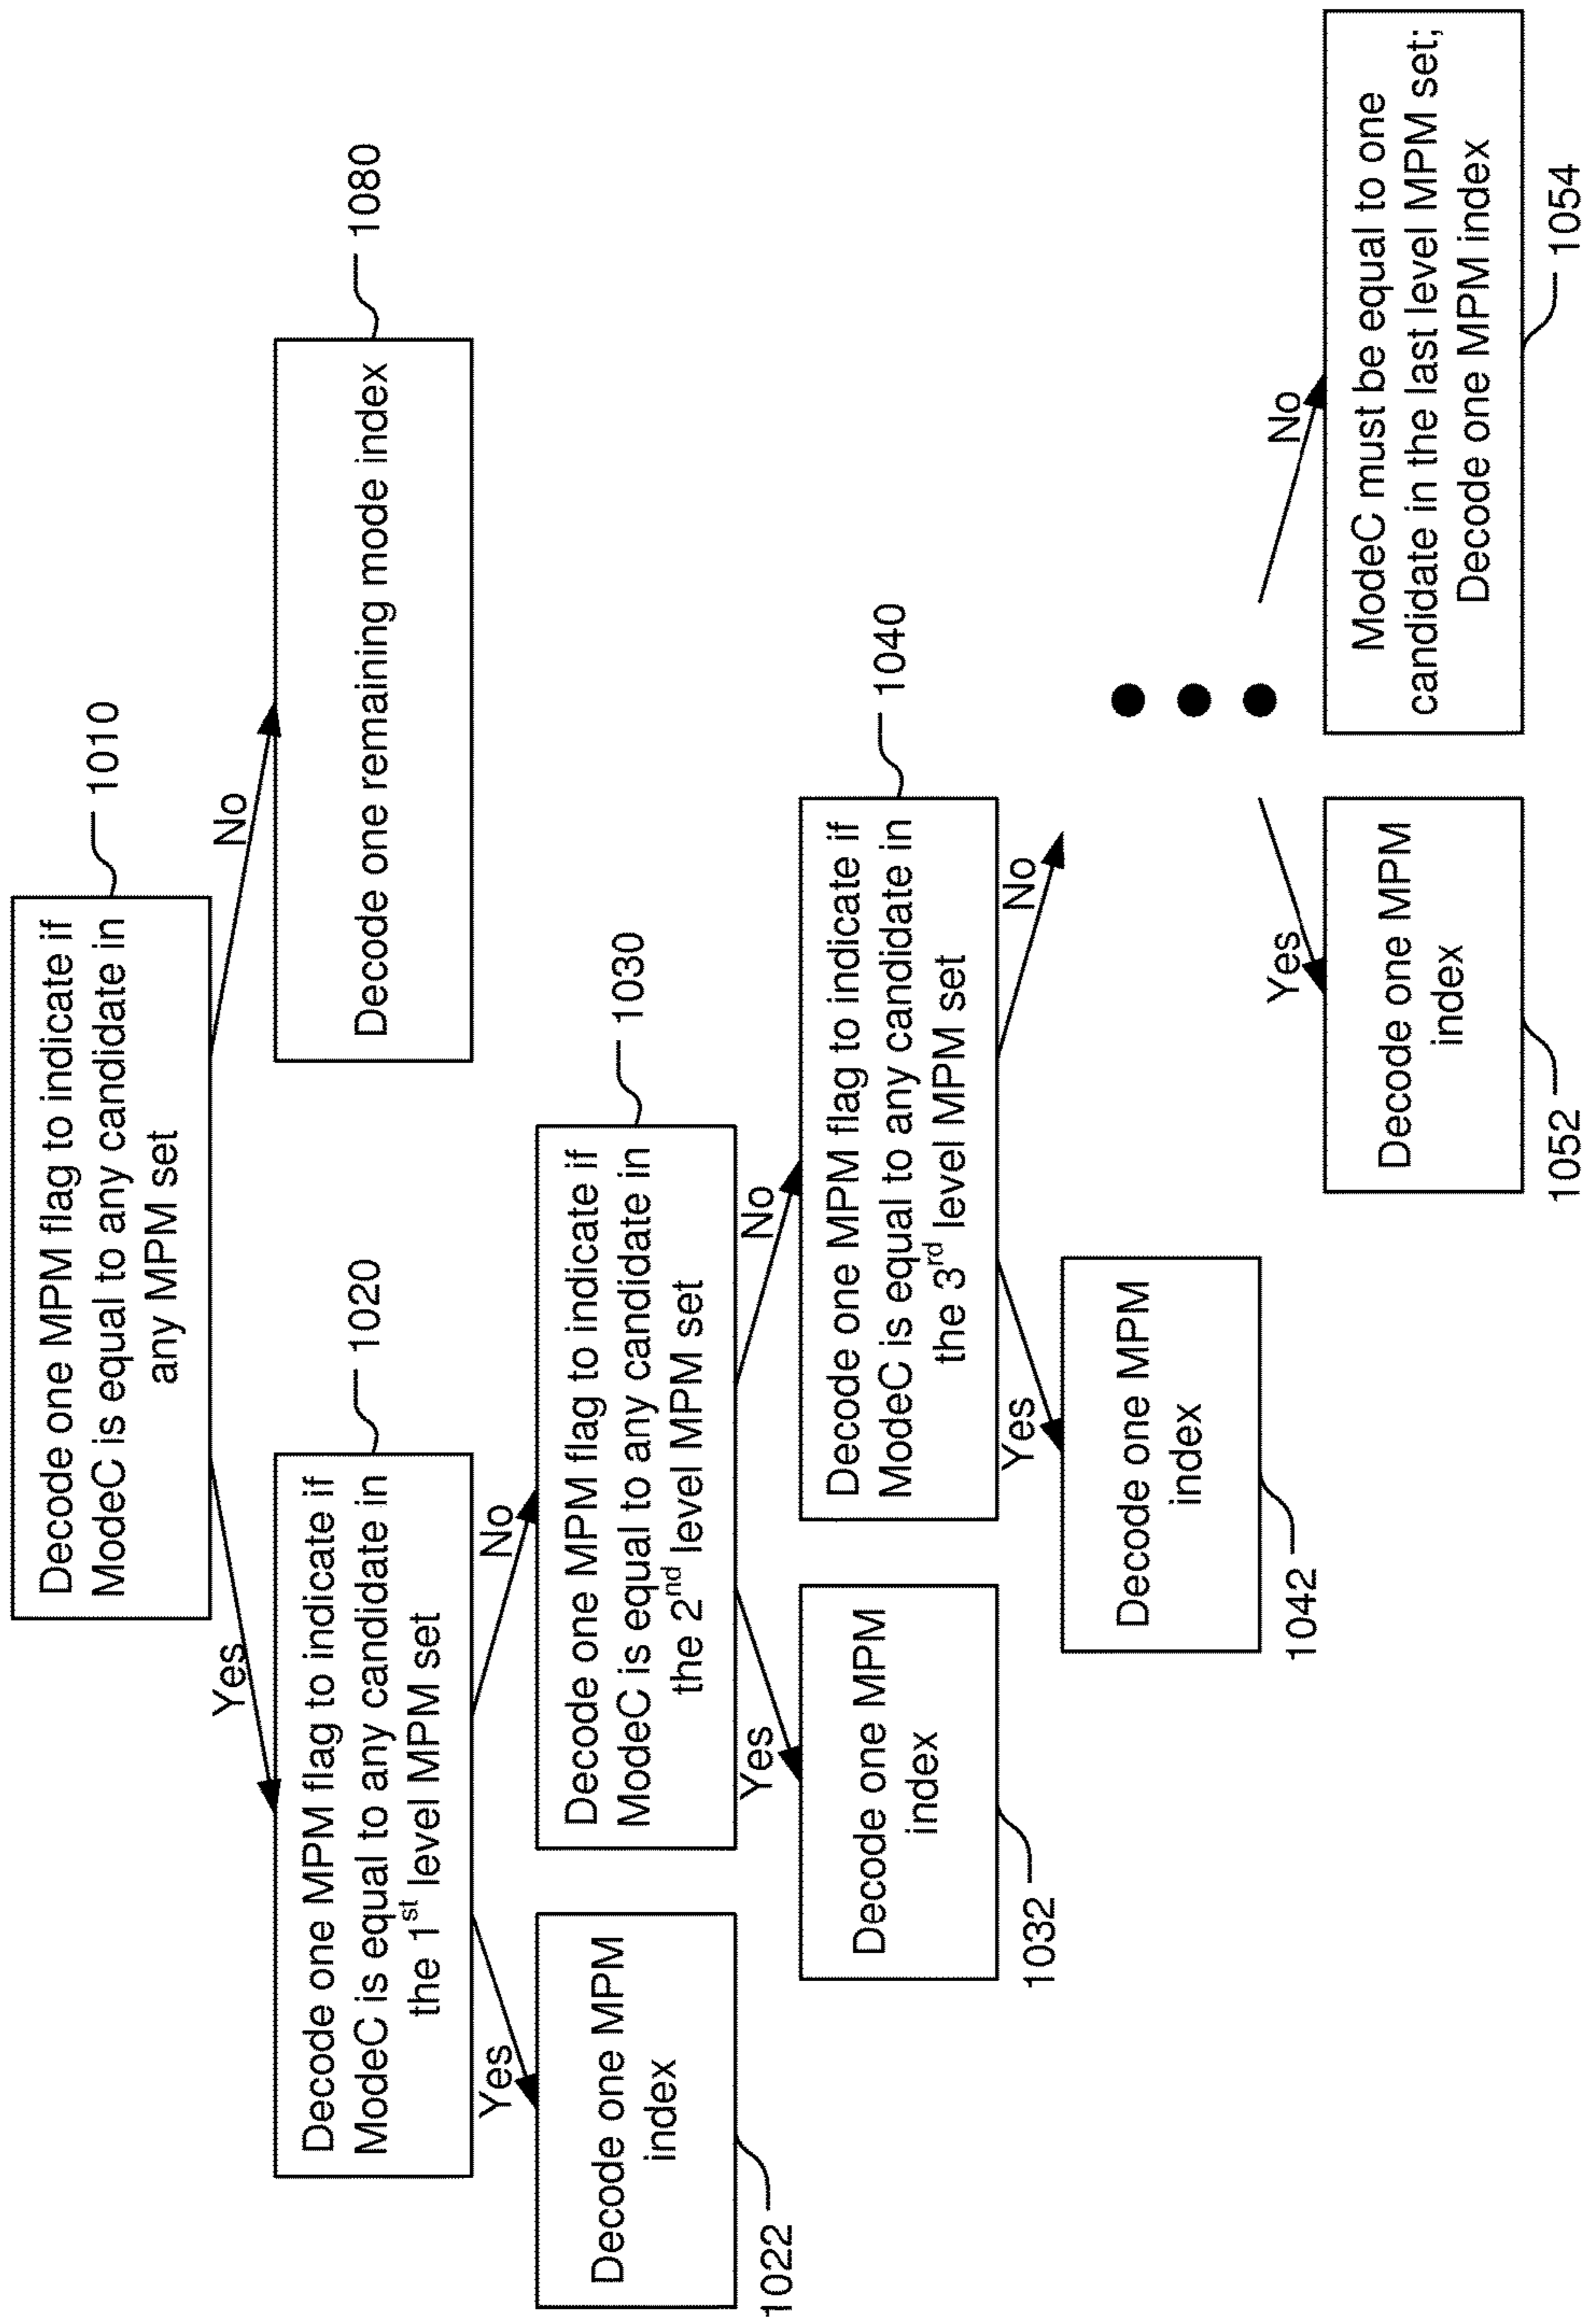 Decode one MPM flag to indicate if
ModeC is equal to any candidate in
any MPM set
1010
Yes
No
Decode one MPM flag to indicate if
ModeC is equal to any candidate in
the 1st level MPM set
1020
Decode one remaining mode index
1080
Yes
No
Decode one MPM
index
1022
Decode one MPM flag to indicate if
ModeC is equal to any candidate in
the 2nd level MPM set
1030
Yes
No
Decode one MPM
index
1032
Decode one MPM flag to indicate if
ModeC is equal to any candidate in
the 3rd level MPM set
1040
Yes
No
Decode one MPM
index
1042
Yes
No
Decode one MPM
index
1052
ModeC must be equal to one
candidate in the last level MPM set;
Decode one MPM index
1054